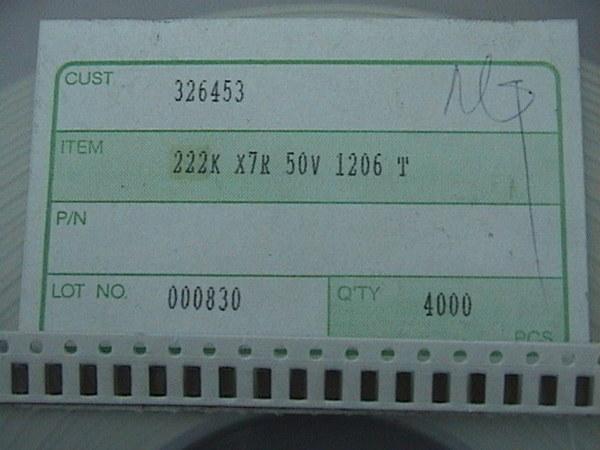 CUST 326453
ITEM 222K X7R 50V 1206 T
P/N
LOT NO. 000830 Q'TY 4000
PCS